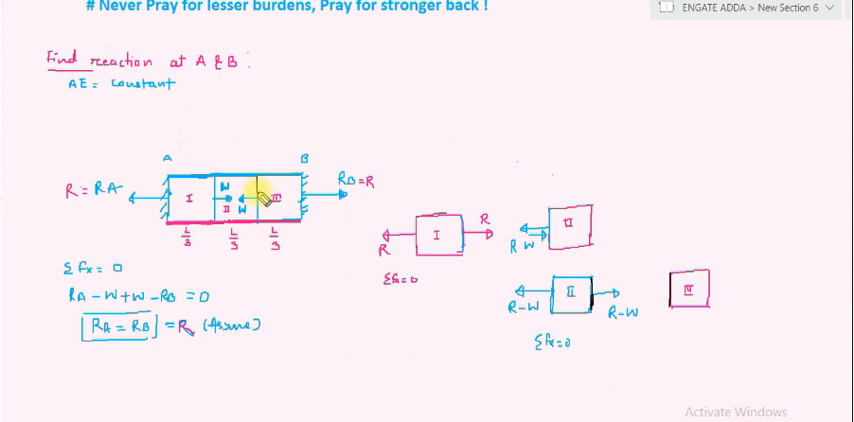 # Never Pray for lesser burdens, Pray for stronger back !
ENGATE ADDA > New Section 6
Find reaction at A & B :
AE = constant
A
B
R = RA
I
W
II
W
III
RB=R
L/3
L/3
L/3
R
I
R
Σfx=0
R W
II
R-W
II
R-W
Σfx=0
III
Σfx = 0
RA - W + W - RB = 0
RA = RB = R (Assume)
Activate Windows